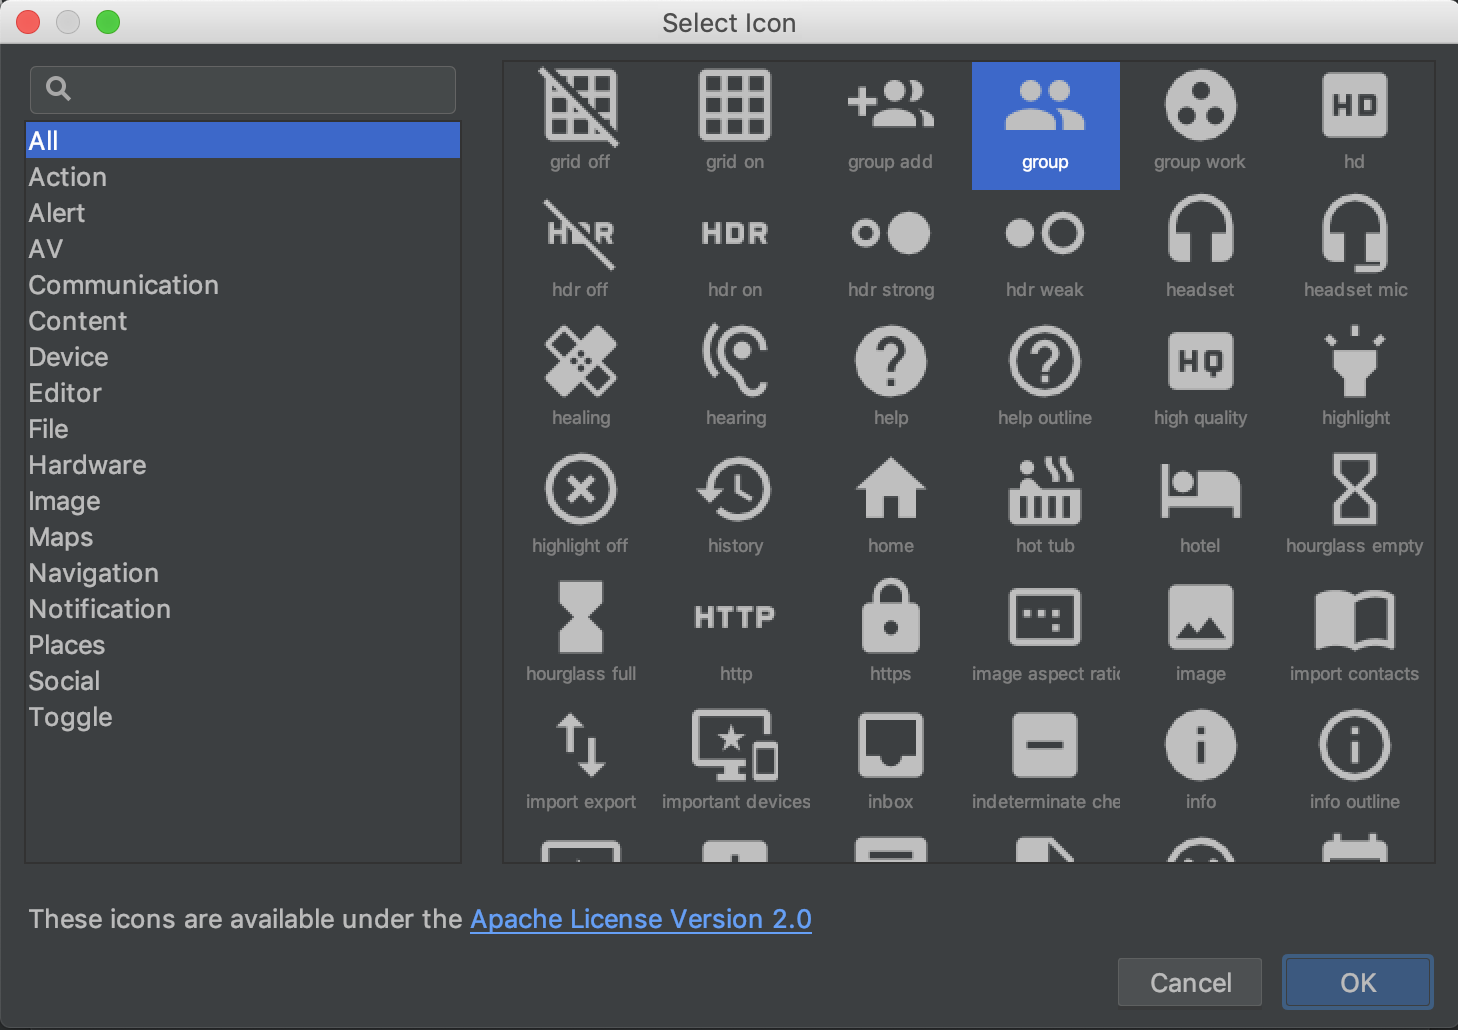 Select Icon
All
Action
Alert
AV
Communication
Content
Device
Editor
File
Hardware
Image
Maps
Navigation
Notification
Places
Social
Toggle
HD
grid off grid on group add group group work hd
HDR HDR
hdr off hdr on hdr strong hdr weak headset headset mic
? ? HQ
healing hearing help help outline high quality highlight
highlight off history home hot tub hotel hourglass empty
HTTP
hourglass full http https image aspect ratic image import contacts
i i
import export important devices inbox indeterminate che info info outline
These icons are available under the Apache License Version 2.0
Cancel OK